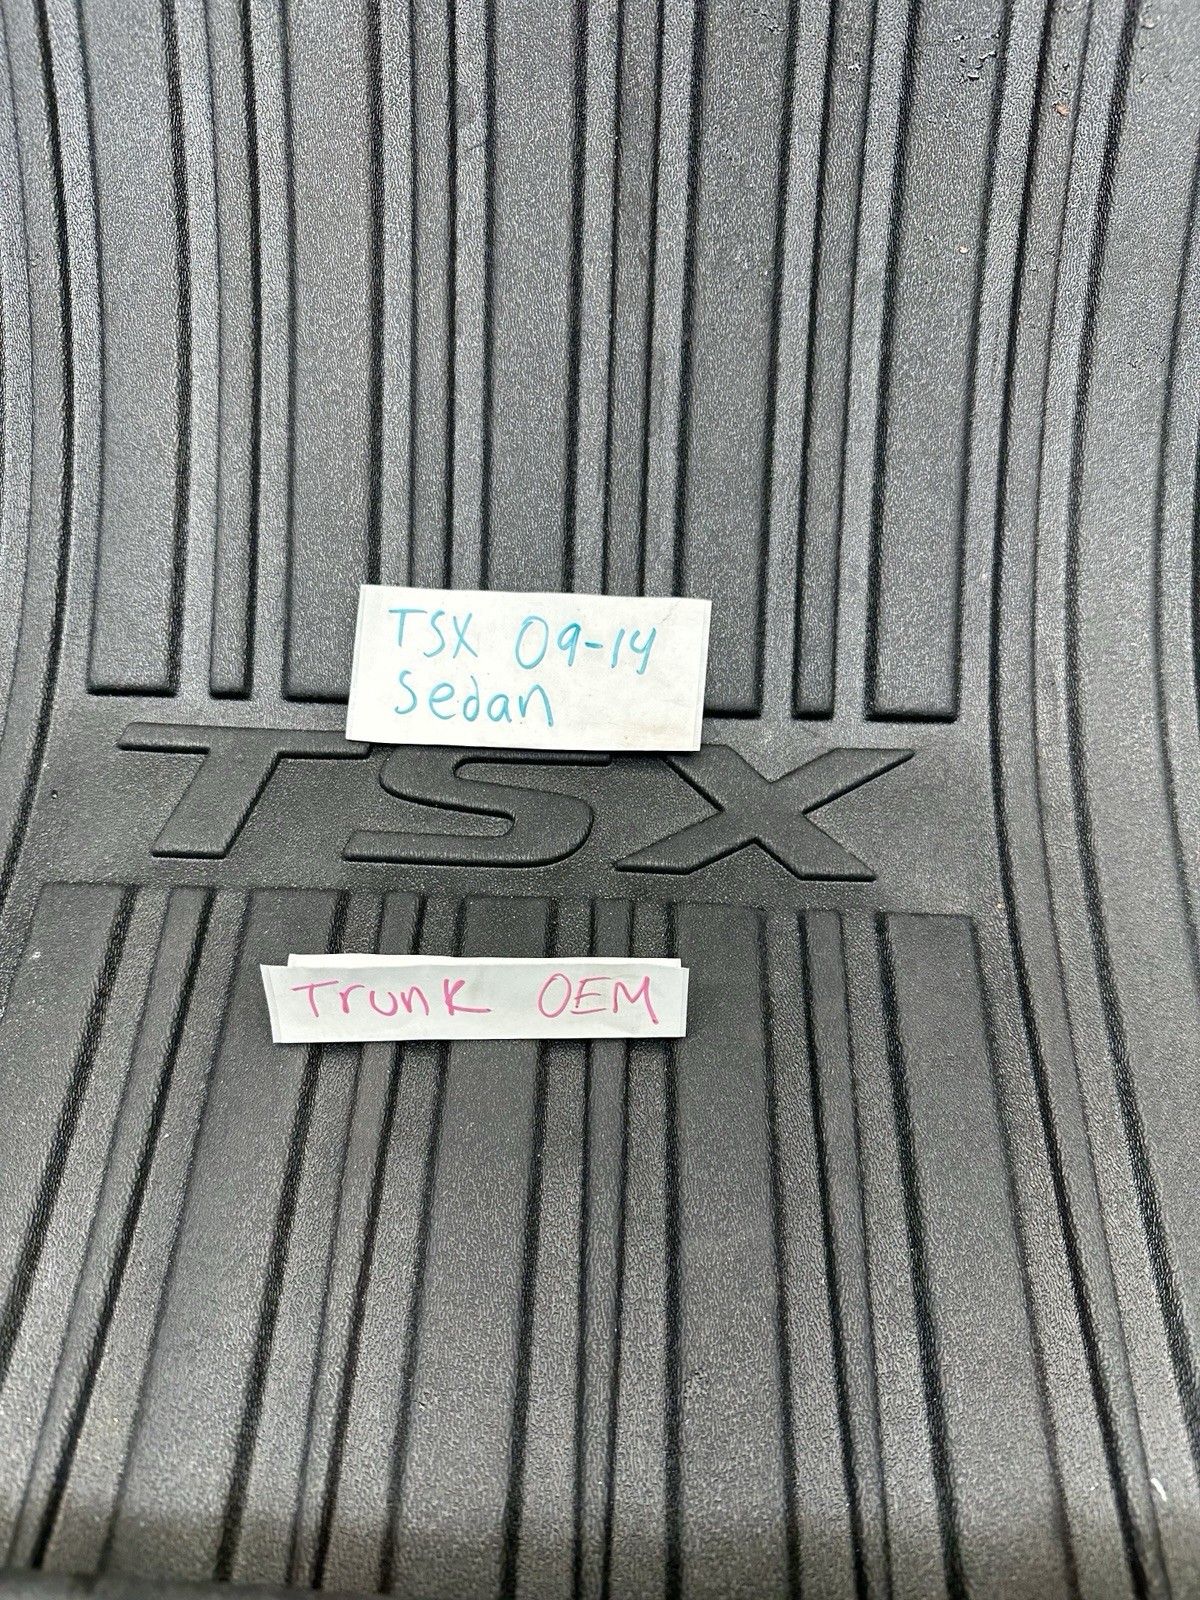 TSX 09-14
Sedan
TSX
Trunk OEM